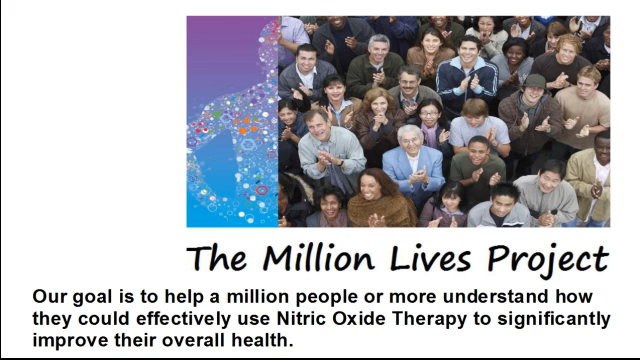 The Million Lives Project
Our goal is to help a million people or more understand how
they could effectively use Nitric Oxide Therapy to significantly
improve their overall health.